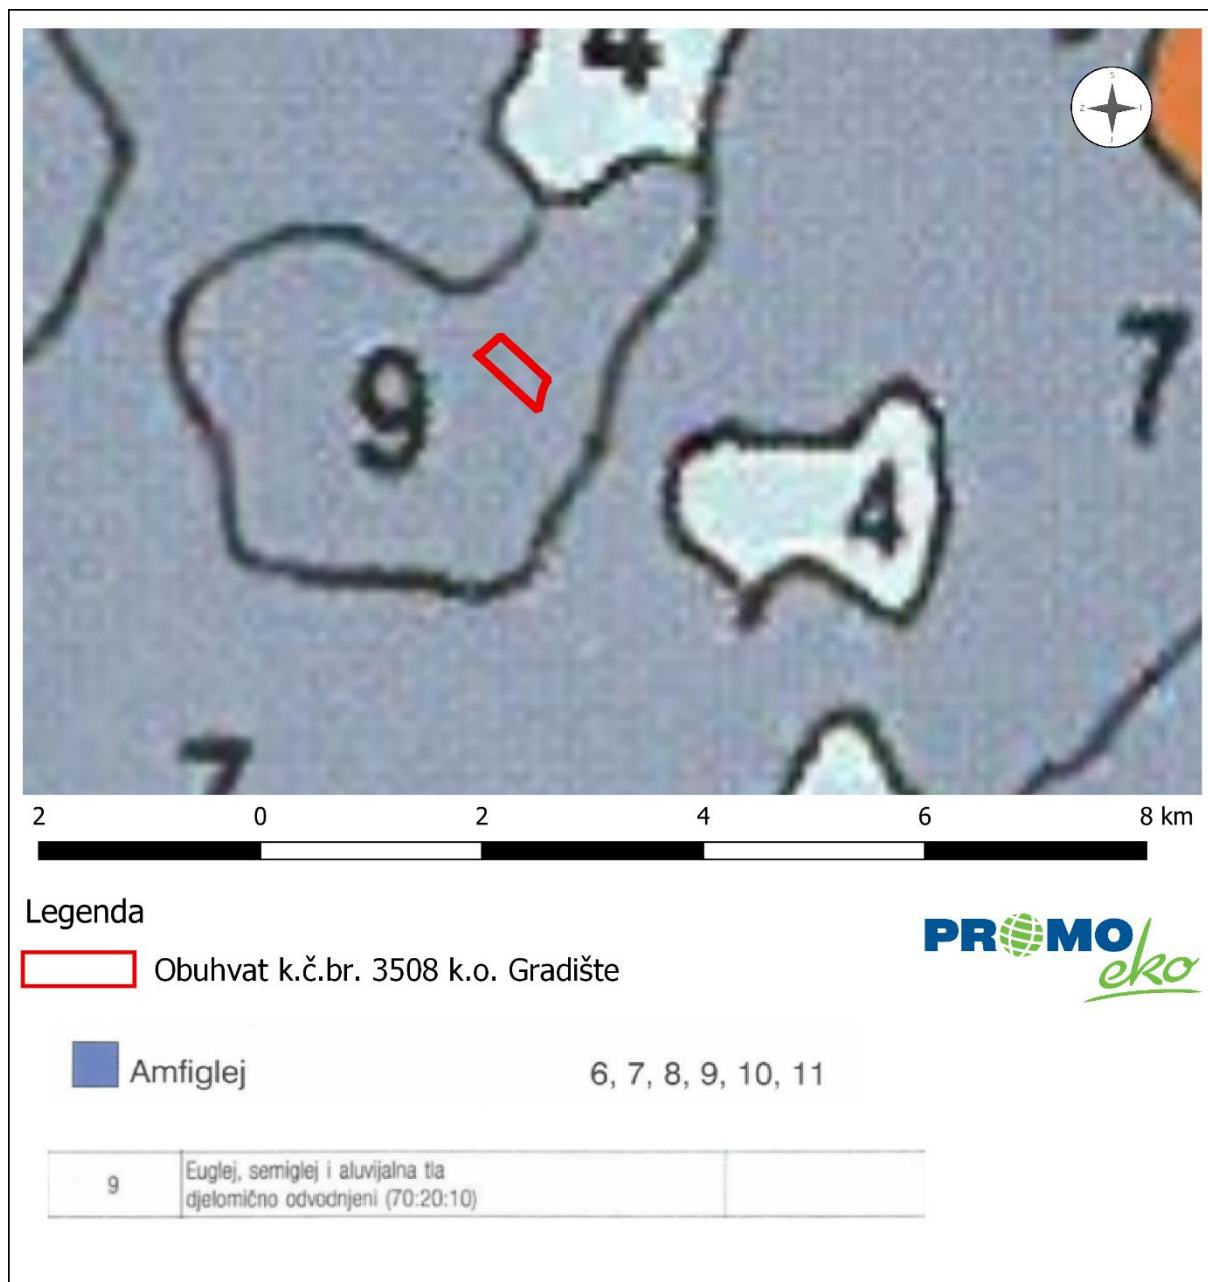 4
S
Z I
J
7
9
4
7
2 0 2 4 6 8 km
Legenda
PROMO
eko
Obuhvat k.č.br. 3508 k.o. Gradište
Amfiglej 6, 7, 8, 9, 10, 11
9 Euglej, semiglej i aluvijalna tla
djelomično odvodnjeni (70:20:10)